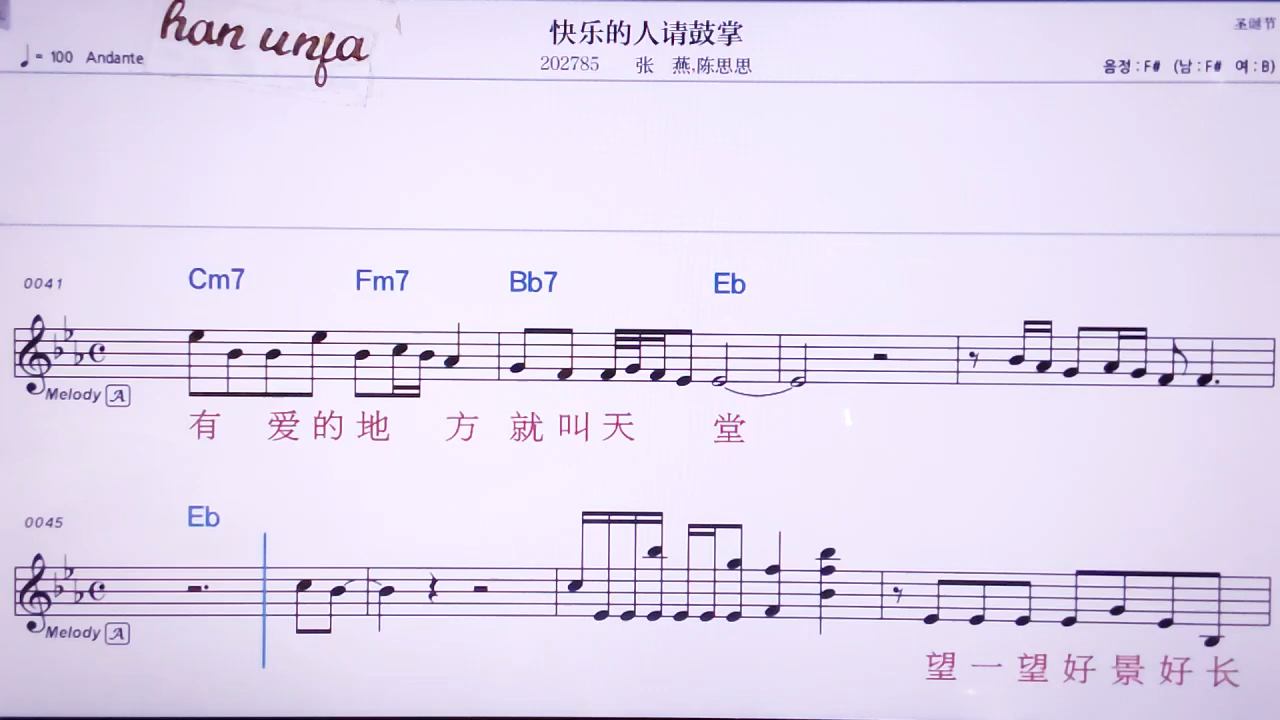 han unfa
快乐的人请鼓掌
圣诞节
♩= 100 Andante
202785 张 燕,陈思思
음정 : F# (남 : F# 여 : B)
0041 Cm7 Fm7 Bb7 Eb
Melody A
有 爱的地 方 就叫天 堂
0045 Eb
Melody A
望一望好景好长